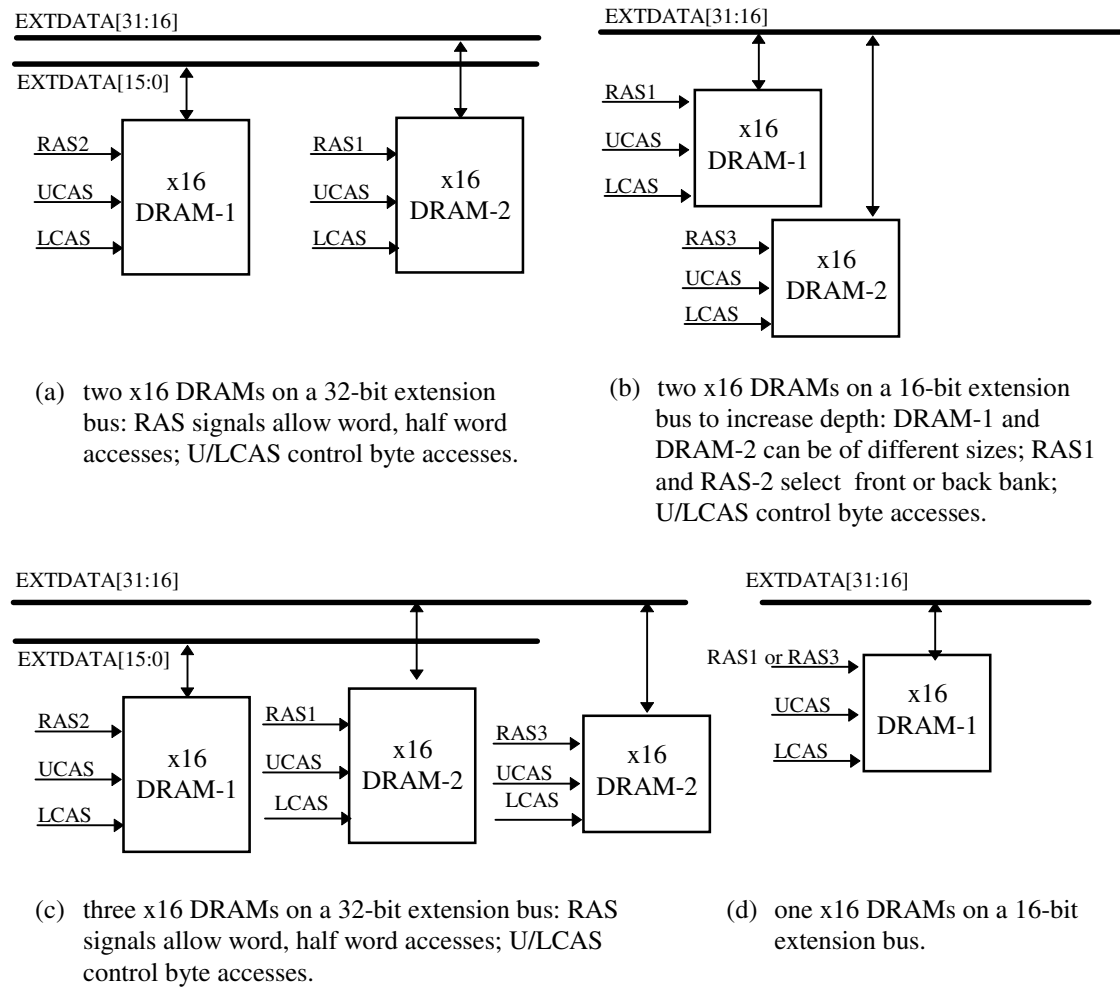 EXTDATA[31:16]
EXTDATA[15:0]
RAS2
UCAS
LCAS
x16
DRAM-1
RAS1
UCAS
LCAS
x16
DRAM-2
(a) two x16 DRAMs on a 32-bit extension
bus: RAS signals allow word, half word
accesses; U/LCAS control byte accesses.
EXTDATA[31:16]
RAS1
UCAS
LCAS
x16
DRAM-1
RAS3
UCAS
LCAS
x16
DRAM-2
(b) two x16 DRAMs on a 16-bit extension
bus to increase depth: DRAM-1 and
DRAM-2 can be of different sizes; RAS1
and RAS-2 select front or back bank;
U/LCAS control byte accesses.
EXTDATA[31:16]
EXTDATA[15:0]
RAS2
UCAS
LCAS
x16
DRAM-1
RAS1
UCAS
LCAS
x16
DRAM-2
RAS3
UCAS
LCAS
x16
DRAM-2
(c) three x16 DRAMs on a 32-bit extension bus: RAS
signals allow word, half word accesses; U/LCAS
control byte accesses.
EXTDATA[31:16]
RAS1 or RAS3
UCAS
LCAS
x16
DRAM-1
(d) one x16 DRAMs on a 16-bit
extension bus.